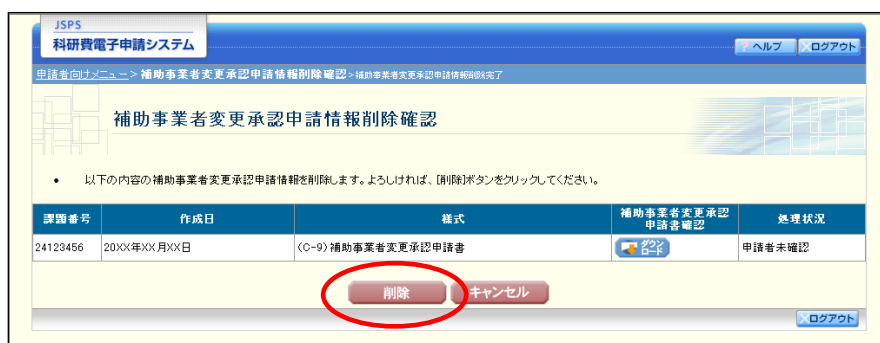 JSPS
科研費電子申請システム
? ヘルプ ログアウト
申請者向けメニュー>補助事業者変更承認申請情報削除確認>補助事業者変更承認申請情報削除完了
補助事業者変更承認申請情報削除確認
• 以下の内容の補助事業者変更承認申請情報を削除します。よろしければ、[削除]ボタンをクリックしてください。
課題番号 作成日 様式 補助事業者変更承認申請書確認 処理状況
24123456 20XX年XX月XX日 (C-9)補助事業者変更承認申請書 ダウンロード 申請者未確認
削除 キャンセル
ログアウト